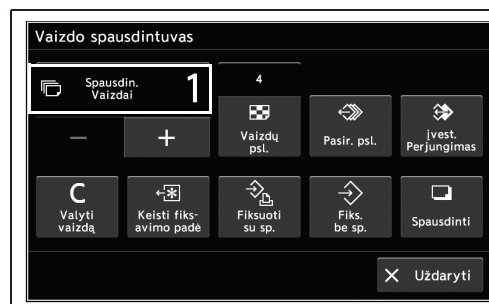 Vaizdo spausdintuvas
Spausdin.
Vaizdai
1
4
Vaizdų
psl.
Pasir. psl.
įvest.
Perjungimas
C
Valyti
vaizdą
Keisti fiks-
avimo padė
Fiksuoti
su sp.
Fiks.
be sp.
Spausdinti
Uždaryti